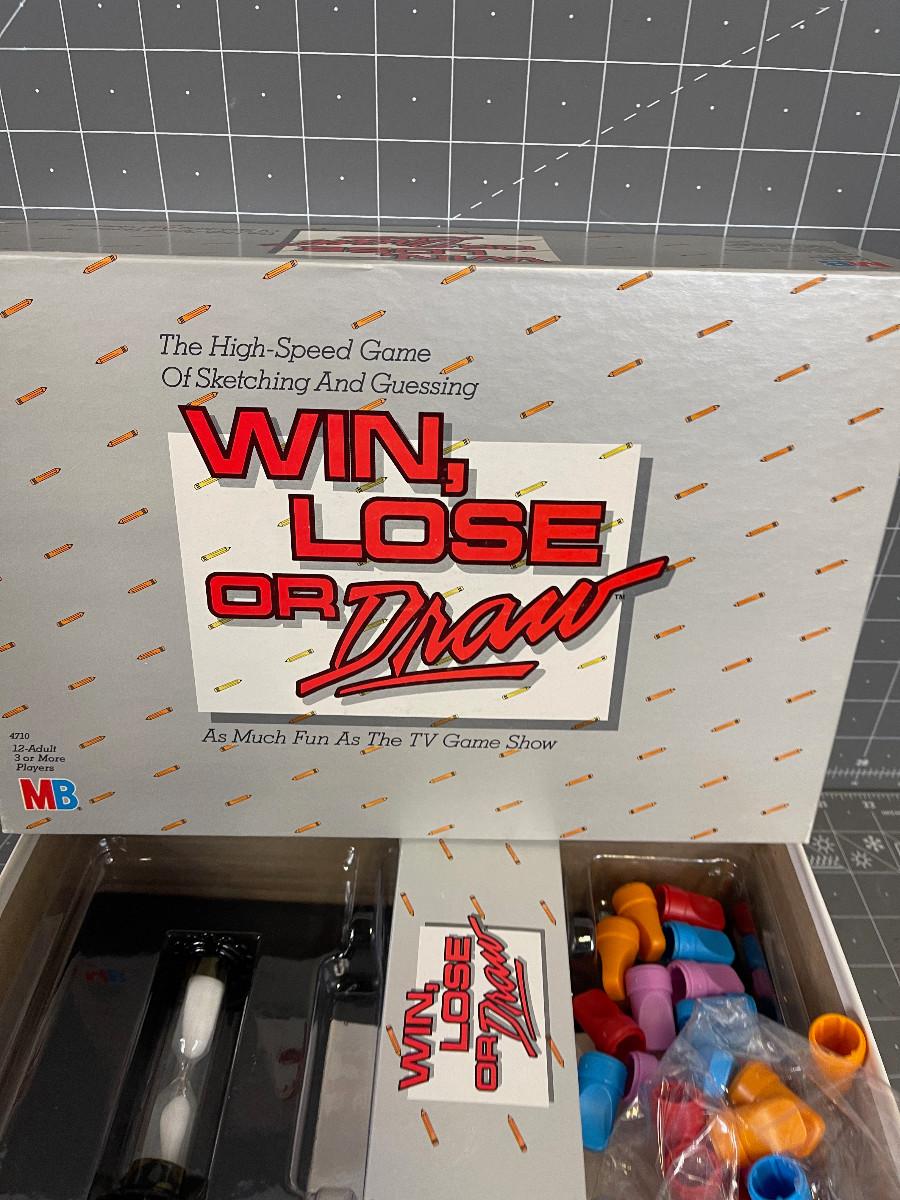 The High-Speed Game
Of Sketching And Guessing
WIN,
LOSE
OR Draw™
As Much Fun As The TV Game Show
4710
12-Adult
3 or More
Players
MB
WIN,
LOSE
OR Draw